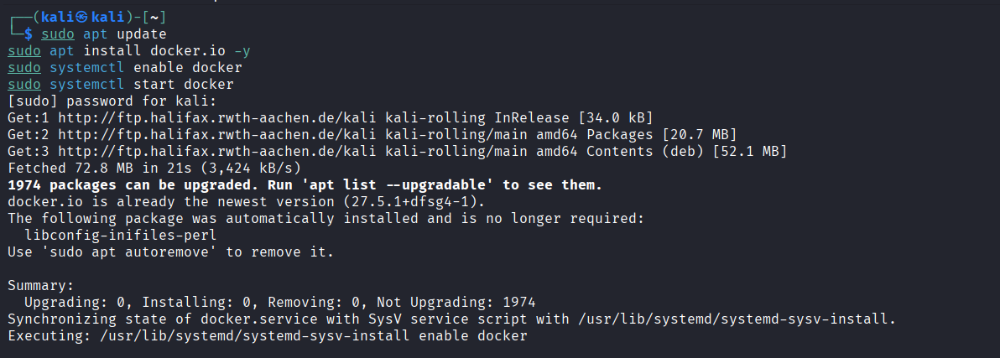 ┌──(kali㉿kali)-[~]
└─$ sudo apt update
sudo apt install docker.io -y
sudo systemctl enable docker
sudo systemctl start docker
[sudo] password for kali:
Get:1 http://ftp.halifax.rwth-aachen.de/kali kali-rolling InRelease [34.0 kB]
Get:2 http://ftp.halifax.rwth-aachen.de/kali kali-rolling/main amd64 Packages [20.7 MB]
Get:3 http://ftp.halifax.rwth-aachen.de/kali kali-rolling/main amd64 Contents (deb) [52.1 MB]
Fetched 72.8 MB in 21s (3,424 kB/s)
1974 packages can be upgraded. Run 'apt list --upgradable' to see them.
docker.io is already the newest version (27.5.1+dfsg4-1).
The following package was automatically installed and is no longer required:
  libconfig-inifiles-perl
Use 'sudo apt autoremove' to remove it.

Summary:
  Upgrading: 0, Installing: 0, Removing: 0, Not Upgrading: 1974
Synchronizing state of docker.service with SysV service script with /usr/lib/systemd/systemd-sysv-install.
Executing: /usr/lib/systemd/systemd-sysv-install enable docker